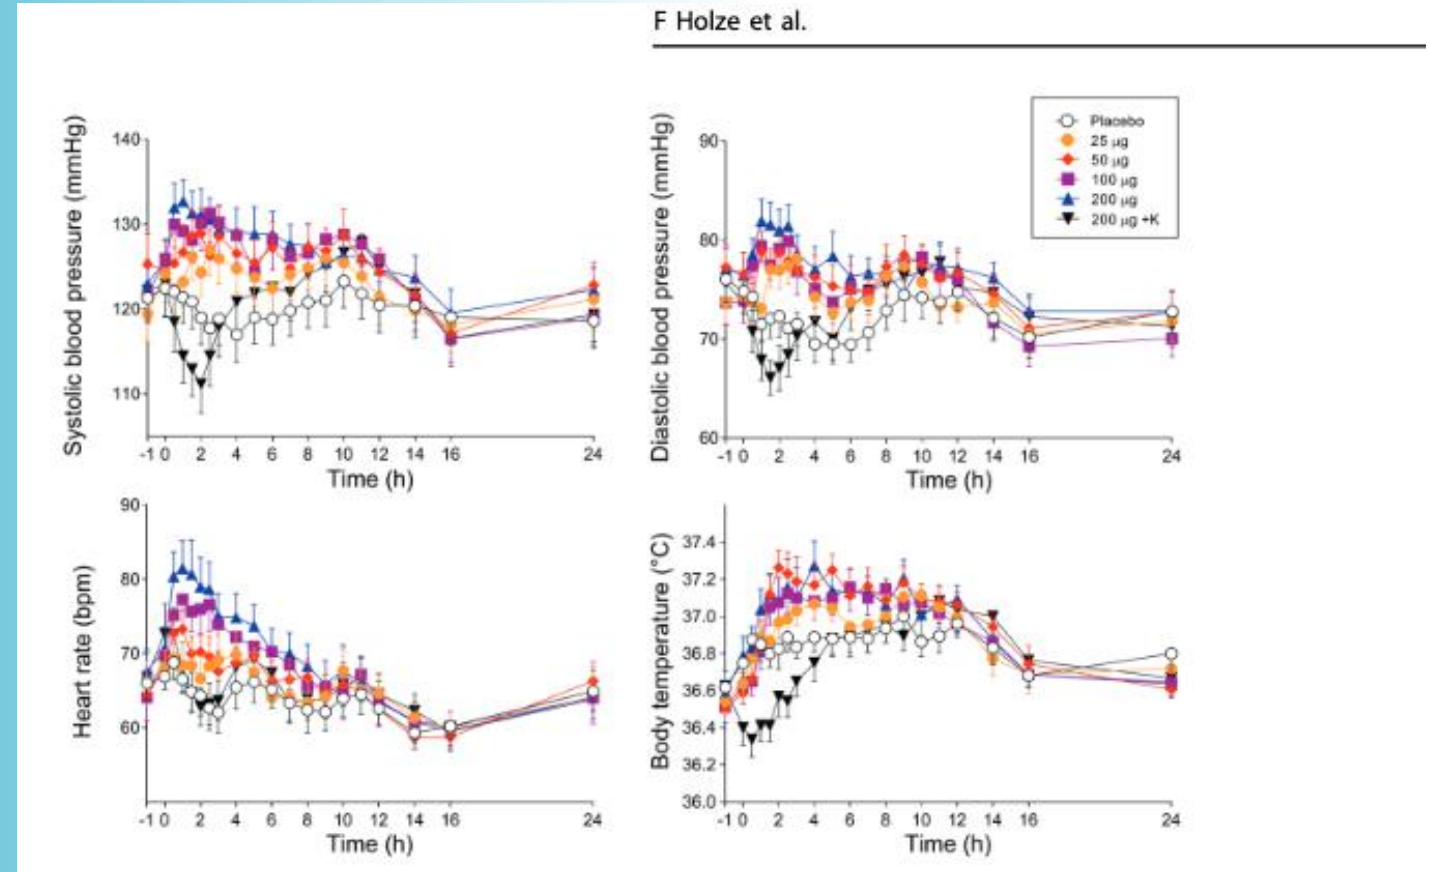 F Holze et al.
Systolic blood pressure (mmHg)
140
130
120
110
-1 0 2 4 6 8 10 12 14 16 24
Time (h)
Diastolic blood pressure (mmHg)
90
80
70
60
-1 0 2 4 6 8 10 12 14 16 24
Time (h)
Placebo
25 µg
50 µg
100 µg
200 µg
200 µg +K
Heart rate (bpm)
90
80
70
60
-1 0 2 4 6 8 10 12 14 16 24
Time (h)
Body temperature (°C)
37.4
37.2
37.0
36.8
36.6
36.4
36.2
36.0
-1 0 2 4 6 8 10 12 14 16 24
Time (h)